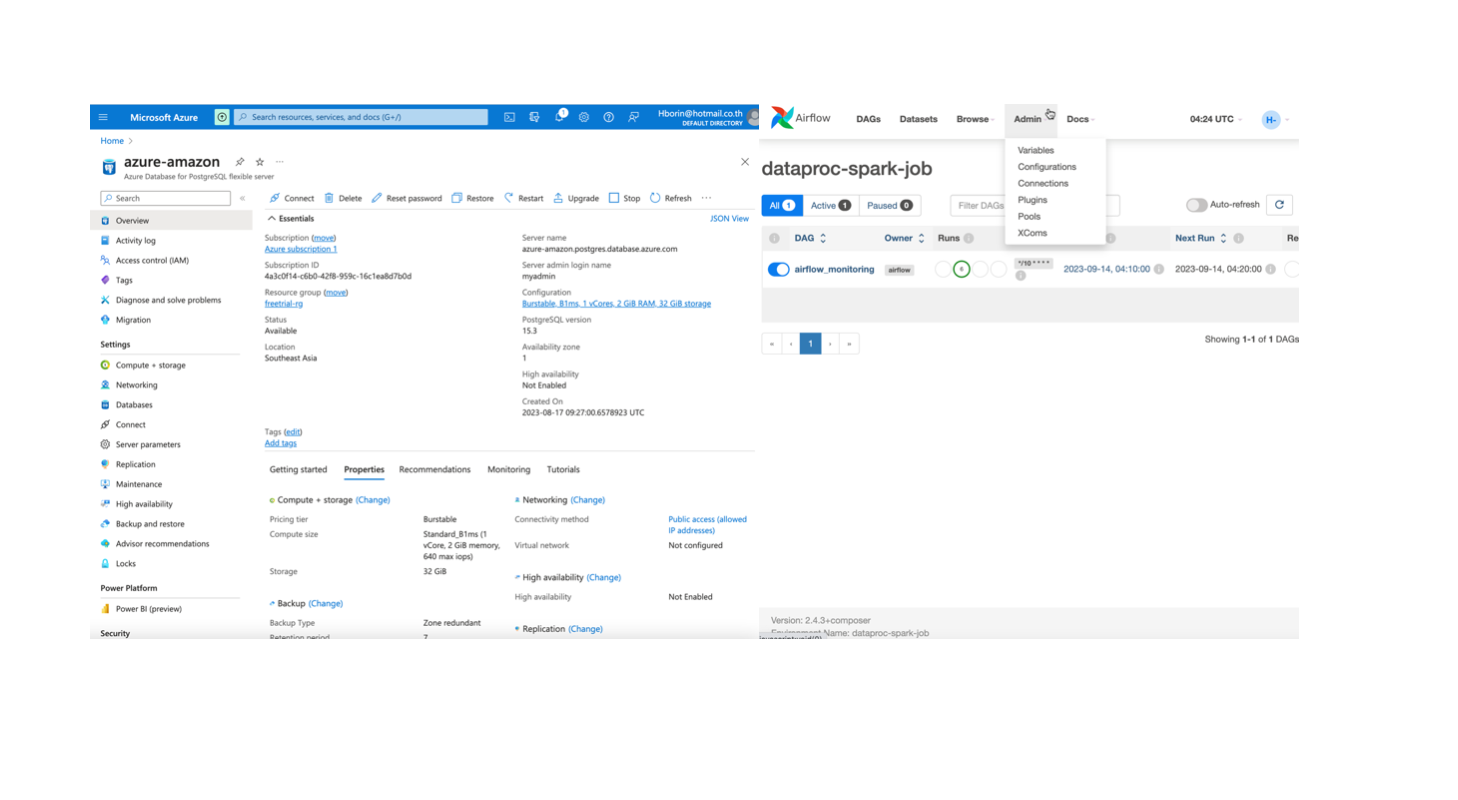 Microsoft Azure
Search resources, services, and docs (G+/)
1
Hborin@hotmail.co.th
DEFAULT DIRECTORY
Home >
azure-amazon
Azure Database for PostgreSQL flexible server
Search
Connect Delete Reset password Restore Restart Upgrade Stop Refresh
Overview
Activity log
Access control (IAM)
Tags
Diagnose and solve problems
Migration
Settings
Compute + storage
Networking
Databases
Connect
Server parameters
Replication
Maintenance
High availability
Backup and restore
Advisor recommendations
Locks
Power Platform
Power BI (preview)
Security
Essentials
JSON View
Subscription (move)
Azure subscription 1
Subscription ID
4a3c0f14-c6b0-42f8-959c-16c1ea8d7b0d
Resource group (move)
freetrial-rg
Status
Available
Location
Southeast Asia
Server name
azure-amazon.postgres.database.azure.com
Server admin login name
myadmin
Configuration
Burstable, B1ms, 1 vCores, 2 GiB RAM, 32 GiB storage
PostgreSQL version
15.3
Availability zone
1
High availability
Not Enabled
Created On
2023-08-17 09:27:00.6578923 UTC
Tags (edit)
Add tags
Getting started Properties Recommendations Monitoring Tutorials
Compute + storage (Change)
Pricing tier Burstable
Compute size Standard_B1ms (1
vCore, 2 GiB memory,
640 max iops)
Storage 32 GiB
Backup (Change)
Backup Type Zone redundant
Retention period 7
Networking (Change)
Connectivity method Public access (allowed
IP addresses)
Virtual network Not configured
High availability (Change)
High availability Not Enabled
Replication (Change)
Airflow DAGs Datasets Browse Admin Docs 04:24 UTC H-
Variables
Configurations
Connections
Plugins
Pools
XComs
dataproc-spark-job
All 1 Active 1 Paused 0 Filter DAGs Auto-refresh
DAG Owner Runs Next Run Re
airflow_monitoring airflow 6 */10 * * * * 2023-09-14, 04:10:00 2023-09-14, 04:20:00
« ‹ 1 › »
Showing 1-1 of 1 DAGs
Version: 2.4.3+composer
Environment Name: dataproc-spark-job